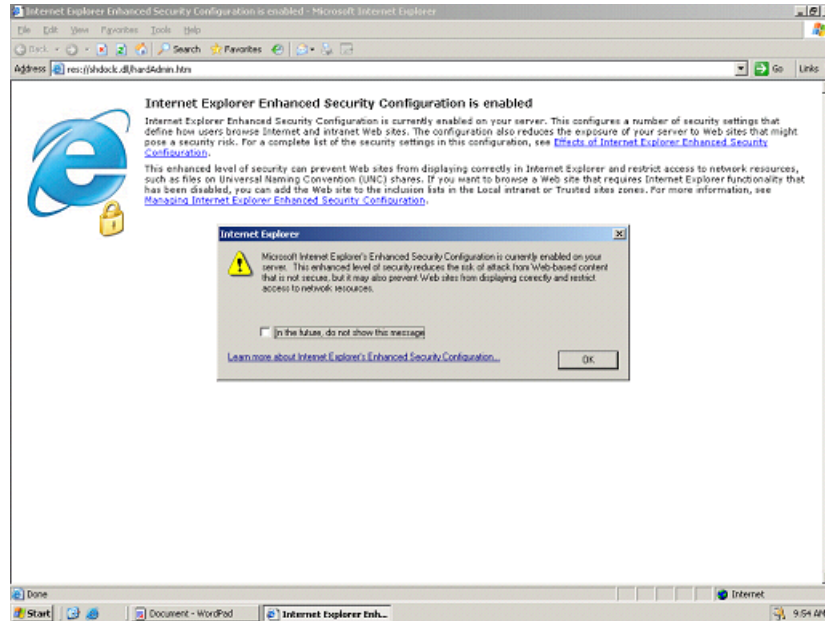 Internet Explorer Enhanced Security Configuration is enabled - Microsoft Internet Explorer
File Edit View Favorites Tools Help
Back Search Favorites
Address res://shdoclc.dll/hardAdmin.htm Go Links
Internet Explorer Enhanced Security Configuration is enabled
Internet Explorer Enhanced Security Configuration is currently enabled on your server. This configures a number of security settings that
define how users browse Internet and intranet Web sites. The configuration also reduces the exposure of your server to Web sites that might
pose a security risk. For a complete list of the security settings in this configuration, see Effects of Internet Explorer Enhanced Security
Configuration.
This enhanced level of security can prevent Web sites from displaying correctly in Internet Explorer and restrict access to network resources,
such as files on Universal Naming Convention (UNC) shares. If you want to browse a Web site that requires Internet Explorer functionality that
has been disabled, you can add the Web site to the inclusion lists in the Local intranet or Trusted sites zones. For more information, see
Managing Internet Explorer Enhanced Security Configuration.
Internet Explorer
Microsoft Internet Explorer's Enhanced Security Configuration is currently enabled on your
server. This enhanced level of security reduces the risk of attack from Web-based content
that is not secure, but it may also prevent Web sites from displaying correctly and restrict
access to network resources.
In the future, do not show this message
Learn more about Internet Explorer's Enhanced Security Configuration...
OK
Done Internet
Start Document - WordPad Internet Explorer Enh... 9:54 AM